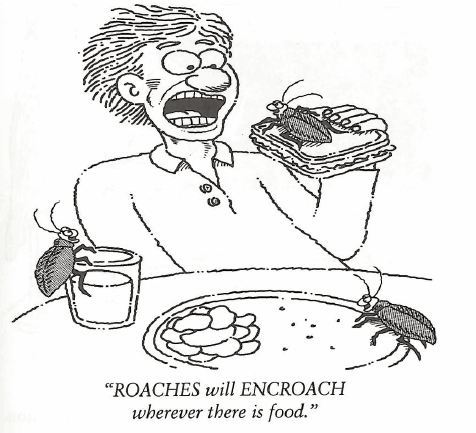 “ROACHES will ENCROACH
wherever there is food.”